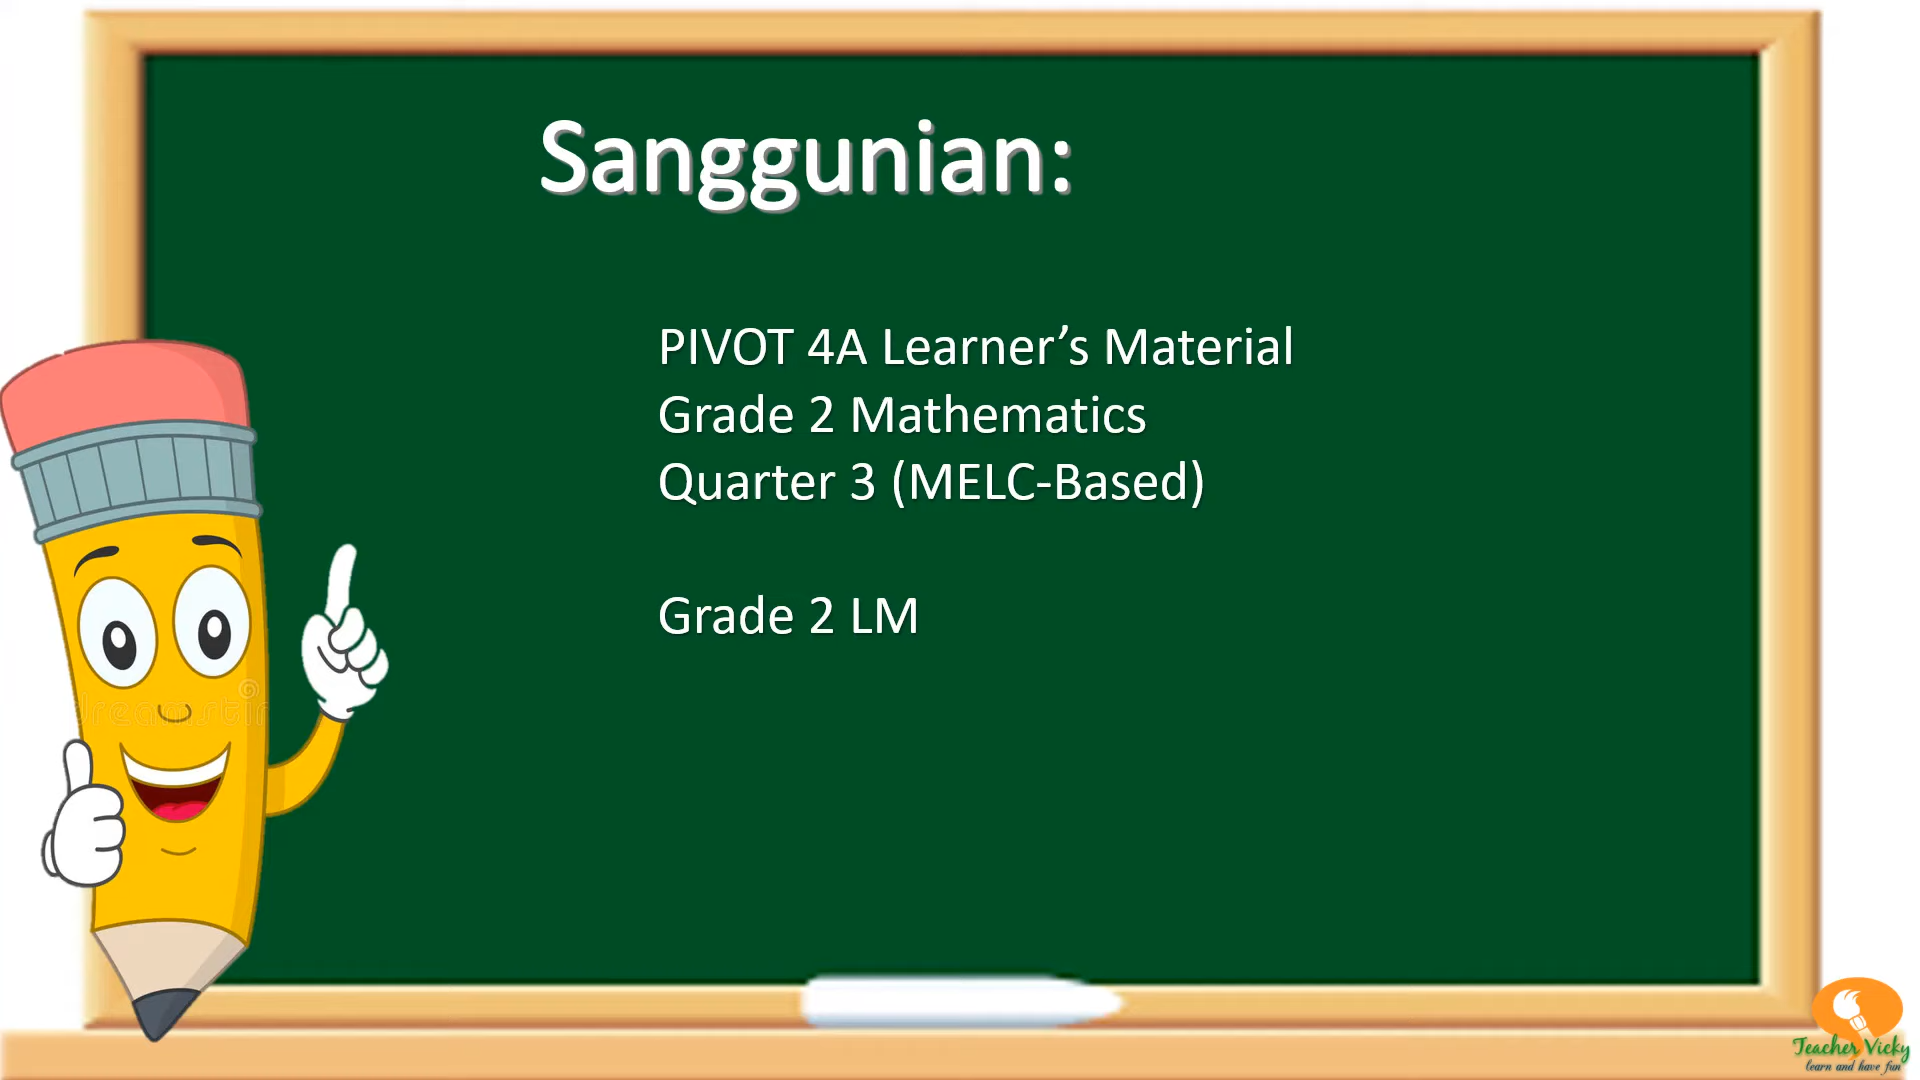 Sanggunian:
PIVOT 4A Learner’s Material
Grade 2 Mathematics
Quarter 3 (MELC-Based)
Grade 2 LM
Teacher Vicky
learn and have fun